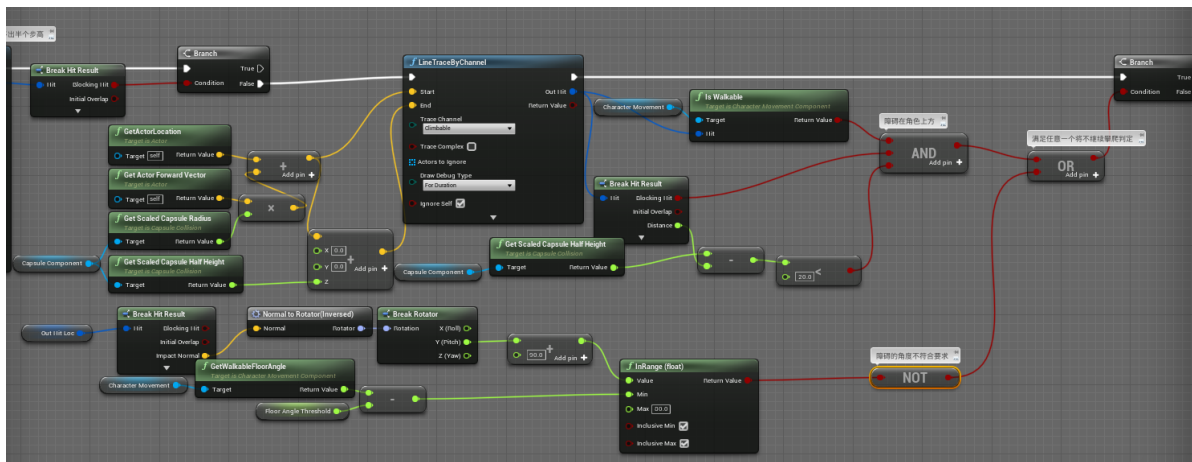 出半个步高
Break Hit Result
Hit
Blocking Hit
Initial Overlap
Branch
True
Condition
False
LineTraceByChannel
Start
Out Hit
End
Return Value
Trace Channel
Climbable
Trace Complex
Actors to Ignore
Draw Debug Type
For Duration
Ignore Self
Character Movement
Is Walkable
Target is Character Movement Component
Target
Return Value
Hit
障碍在角色上方
AND
Add pin
满足任意一个将不继续攀爬判定
OR
Add pin
Branch
True
Condition
False
GetActorLocation
Target is Actor
Target
self
Return Value
+
Add pin
Get Actor Forward Vector
Target is Actor
Target
self
Return Value
×
Get Scaled Capsule Radius
Target is Capsule Collision
Target
Return Value
Capsule Component
Get Scaled Capsule Half Height
Target is Capsule Collision
Target
Return Value
X 0.0
Y 0.0
Z
+
Add pin
Capsule Component
Get Scaled Capsule Half Height
Target is Capsule Collision
Target
Return Value
Break Hit Result
Hit
Blocking Hit
Initial Overlap
Distance
-
20.0
<
Out Hit Loc
Break Hit Result
Hit
Blocking Hit
Initial Overlap
Impact Normal
Normal to Rotator(Inversed)
Normal
Rotator
Break Rotator
Rotation
X (Roll)
Y (Pitch)
Z (Yaw)
+
Add pin
Character Movement
GetWalkableFloorAngle
Target is Character Movement Component
Target
Return Value
Floor Angle Threshold
-
InRange (float)
Value
Return Value
Min
Max
Inclusive Min
Inclusive Max
障碍的角度不符合要求
NOT